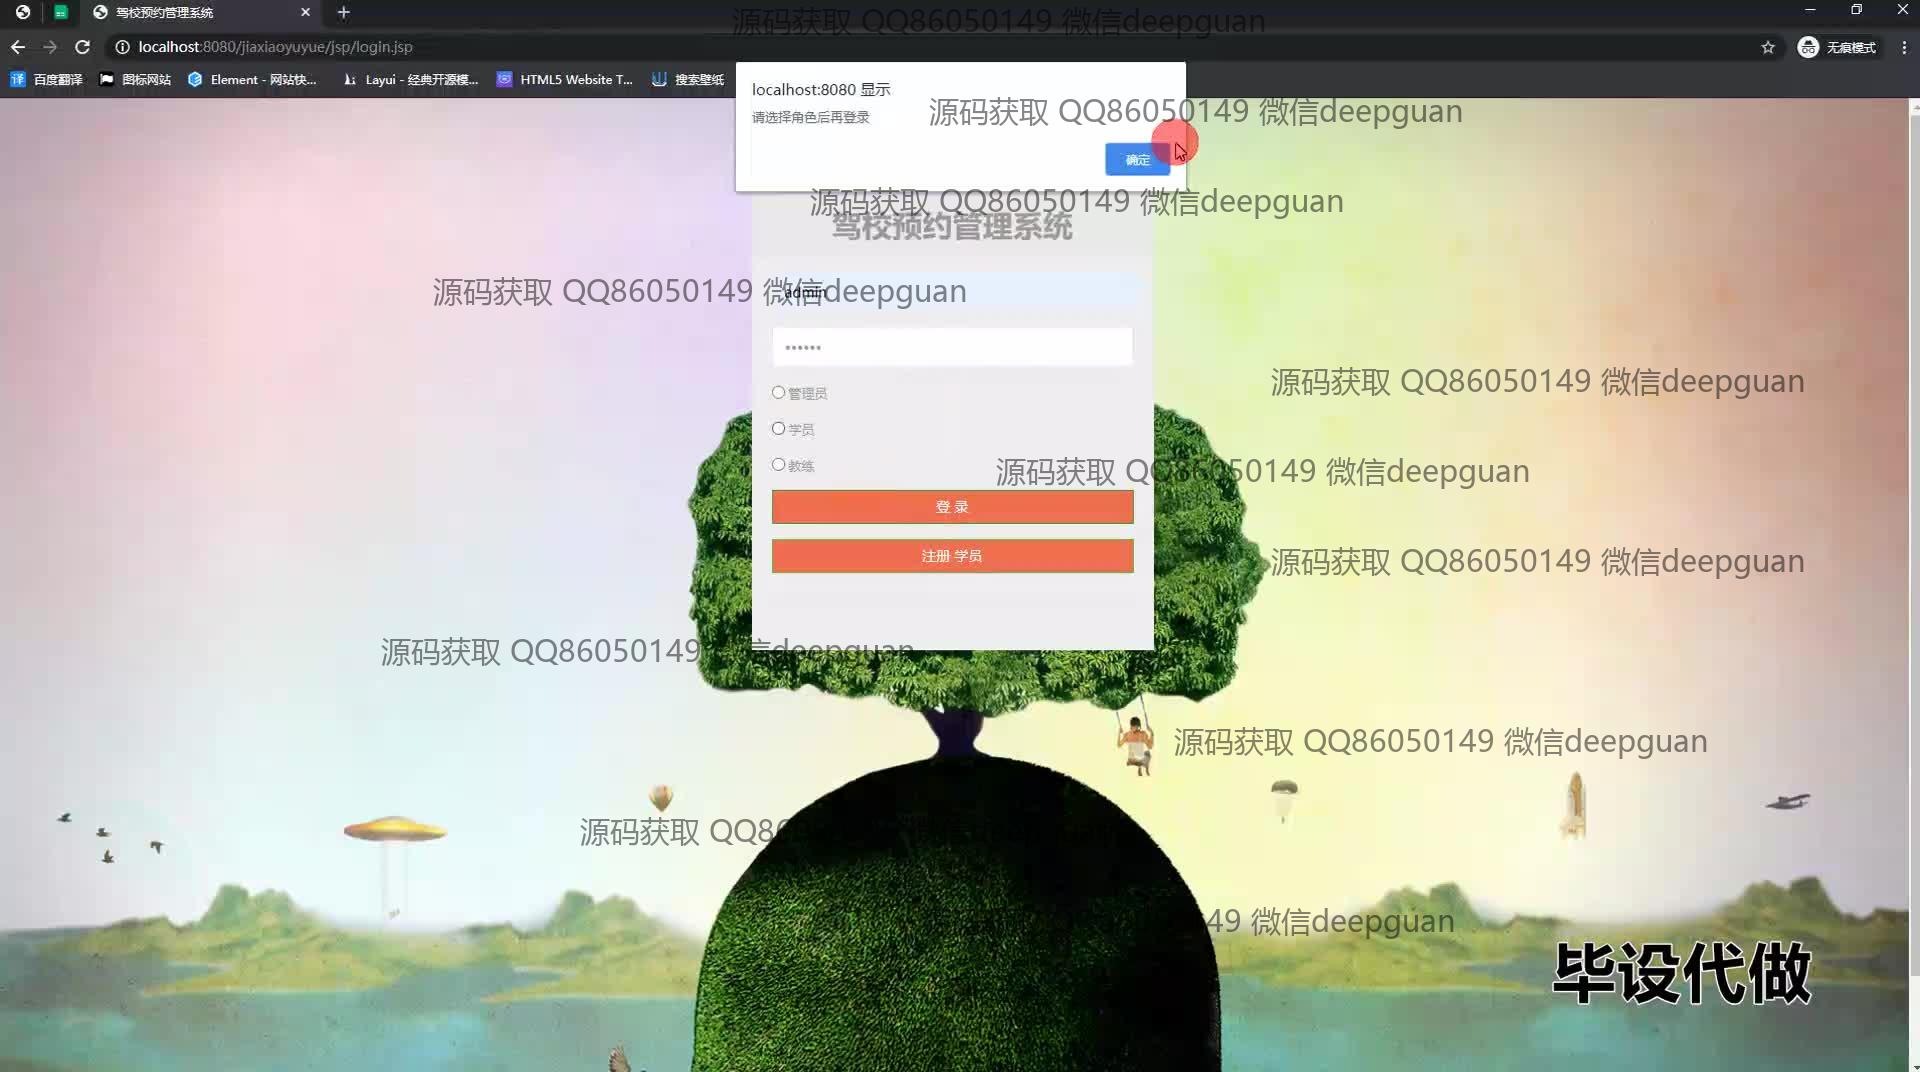 驾校预约管理系统
源码获取 QQ86050149 微信deepguan
localhost:8080/jiaxiaoyuyue/jsp/login.jsp
无痕模式
百度翻译
图标网站
Element - 网站快...
Layui - 经典开源模...
HTML5 Website T...
搜索壁纸
localhost:8080 显示
请选择角色后再登录
源码获取 QQ86050149 微信deepguan
确定
源码获取 QQ86050149 微信deepguan
驾校预约管理系统
源码获取 QQ86050149 微信deepguan
admin
源码获取 QQ86050149 微信deepguan
管理员
学员
教练
源码获取 QQ86050149 微信deepguan
登 录
注册 学员
源码获取 QQ86050149 微信deepguan
源码获取 QQ86050149 微信deepguan
源码获取 QQ86050149 微信deepguan
源码获取 QQ86
49 微信deepguan
毕设代做